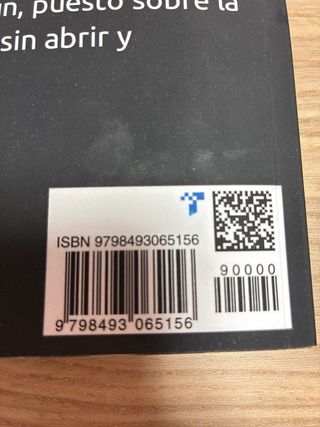 puesto sobre la
sin abrir y
ISBN 9798493065156
90000
9 798493 065156